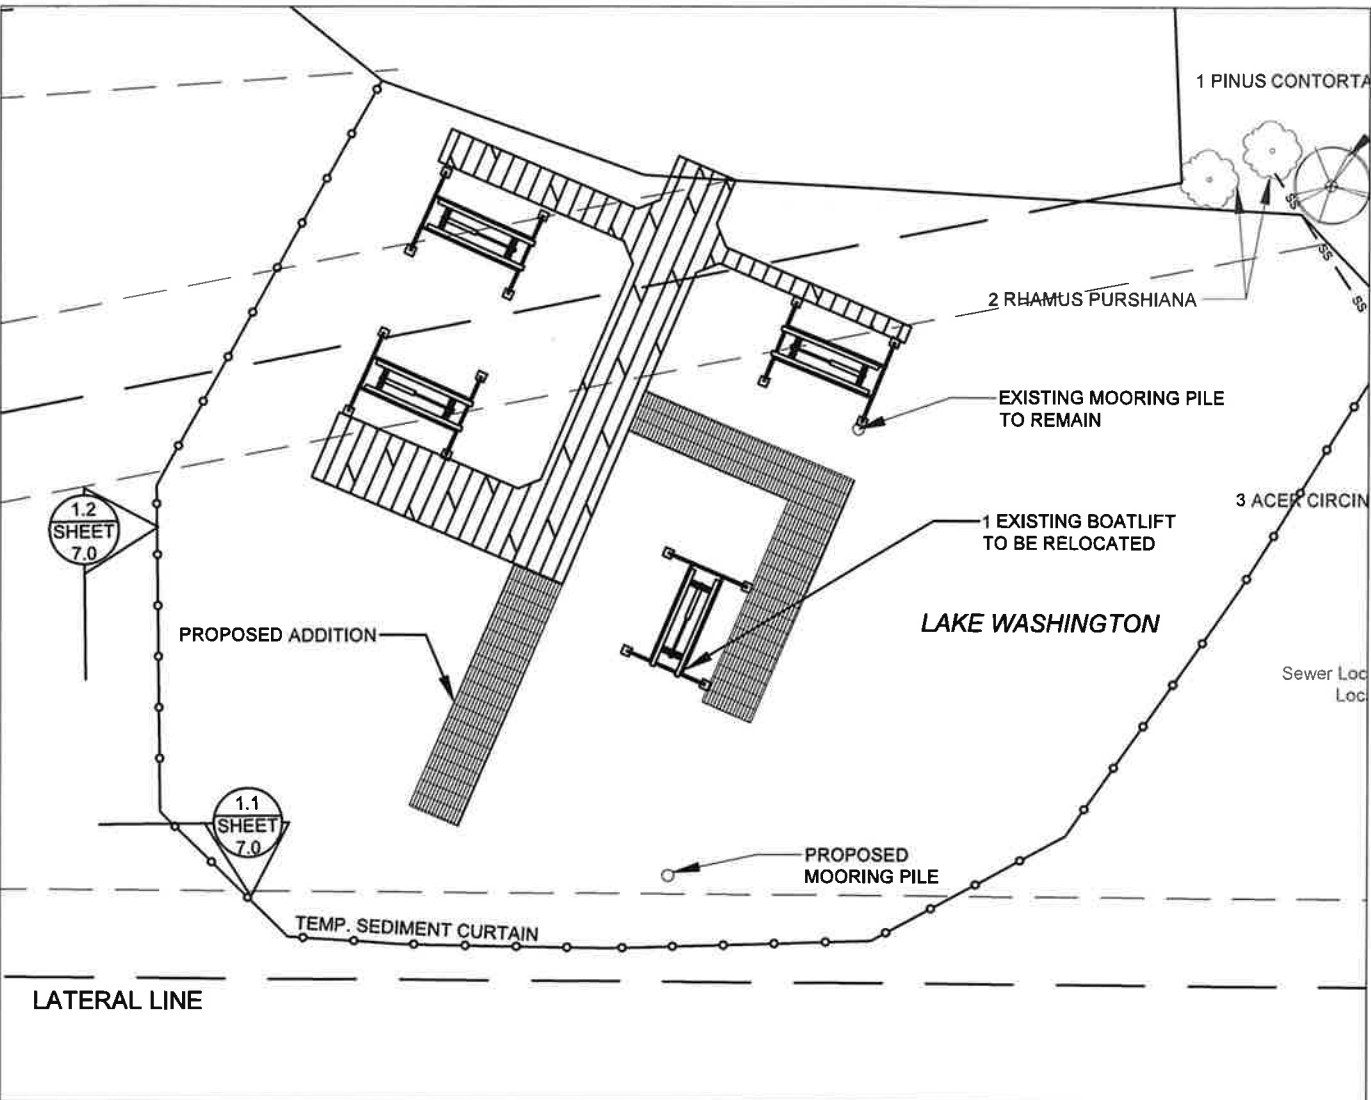 1 PINUS CONTORTA
SS
SS
SS
2 RHAMUS PURSHIANA
EXISTING MOORING PILE
TO REMAIN
3 ACER CIRCIN
1.2
SHEET
7.0
1 EXISTING BOATLIFT
TO BE RELOCATED
LAKE WASHINGTON
PROPOSED ADDITION
Sewer Loc
Loc
1.1
SHEET
7.0
PROPOSED
MOORING PILE
TEMP. SEDIMENT CURTAIN
LATERAL LINE